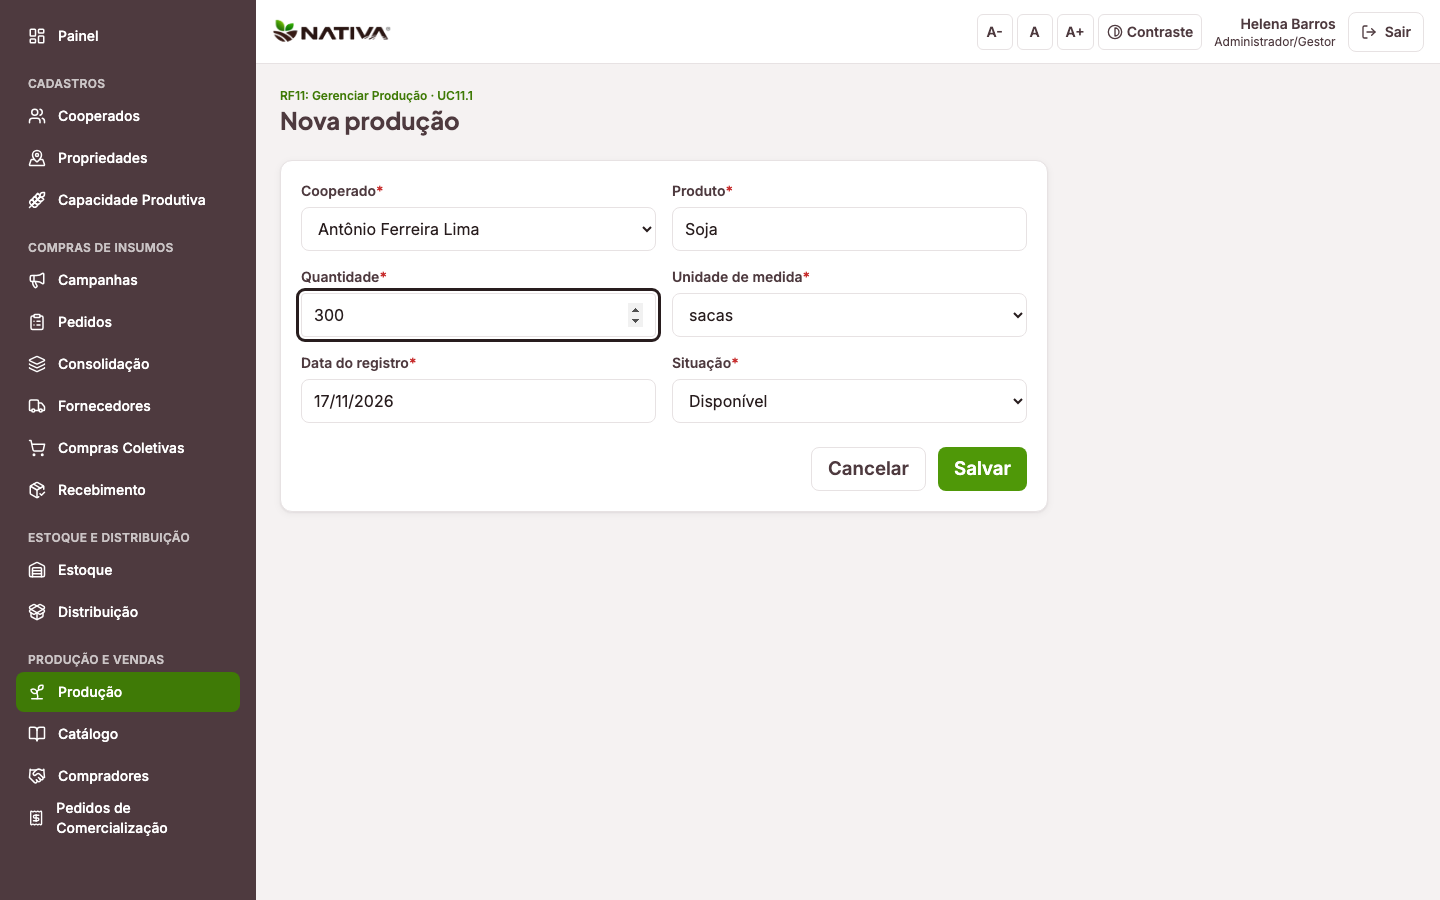 Painel
CADASTROS
Cooperados
Propriedades
Capacidade Produtiva
COMPRAS DE INSUMOS
Campanhas
Pedidos
Consolidação
Fornecedores
Compras Coletivas
Recebimento
ESTOQUE E DISTRIBUIÇÃO
Estoque
Distribuição
PRODUÇÃO E VENDAS
Produção
Catálogo
Compradores
Pedidos de
Comercialização
NATIVA
A-
A
A+
Contraste
Helena Barros
Administrador/Gestor
Sair
RF11: Gerenciar Produção · UC11.1
Nova produção
Cooperado*
Produto*
Antônio Ferreira Lima
Soja
Quantidade*
Unidade de medida*
300
sacas
Data do registro*
Situação*
17/11/2026
Disponível
Cancelar
Salvar